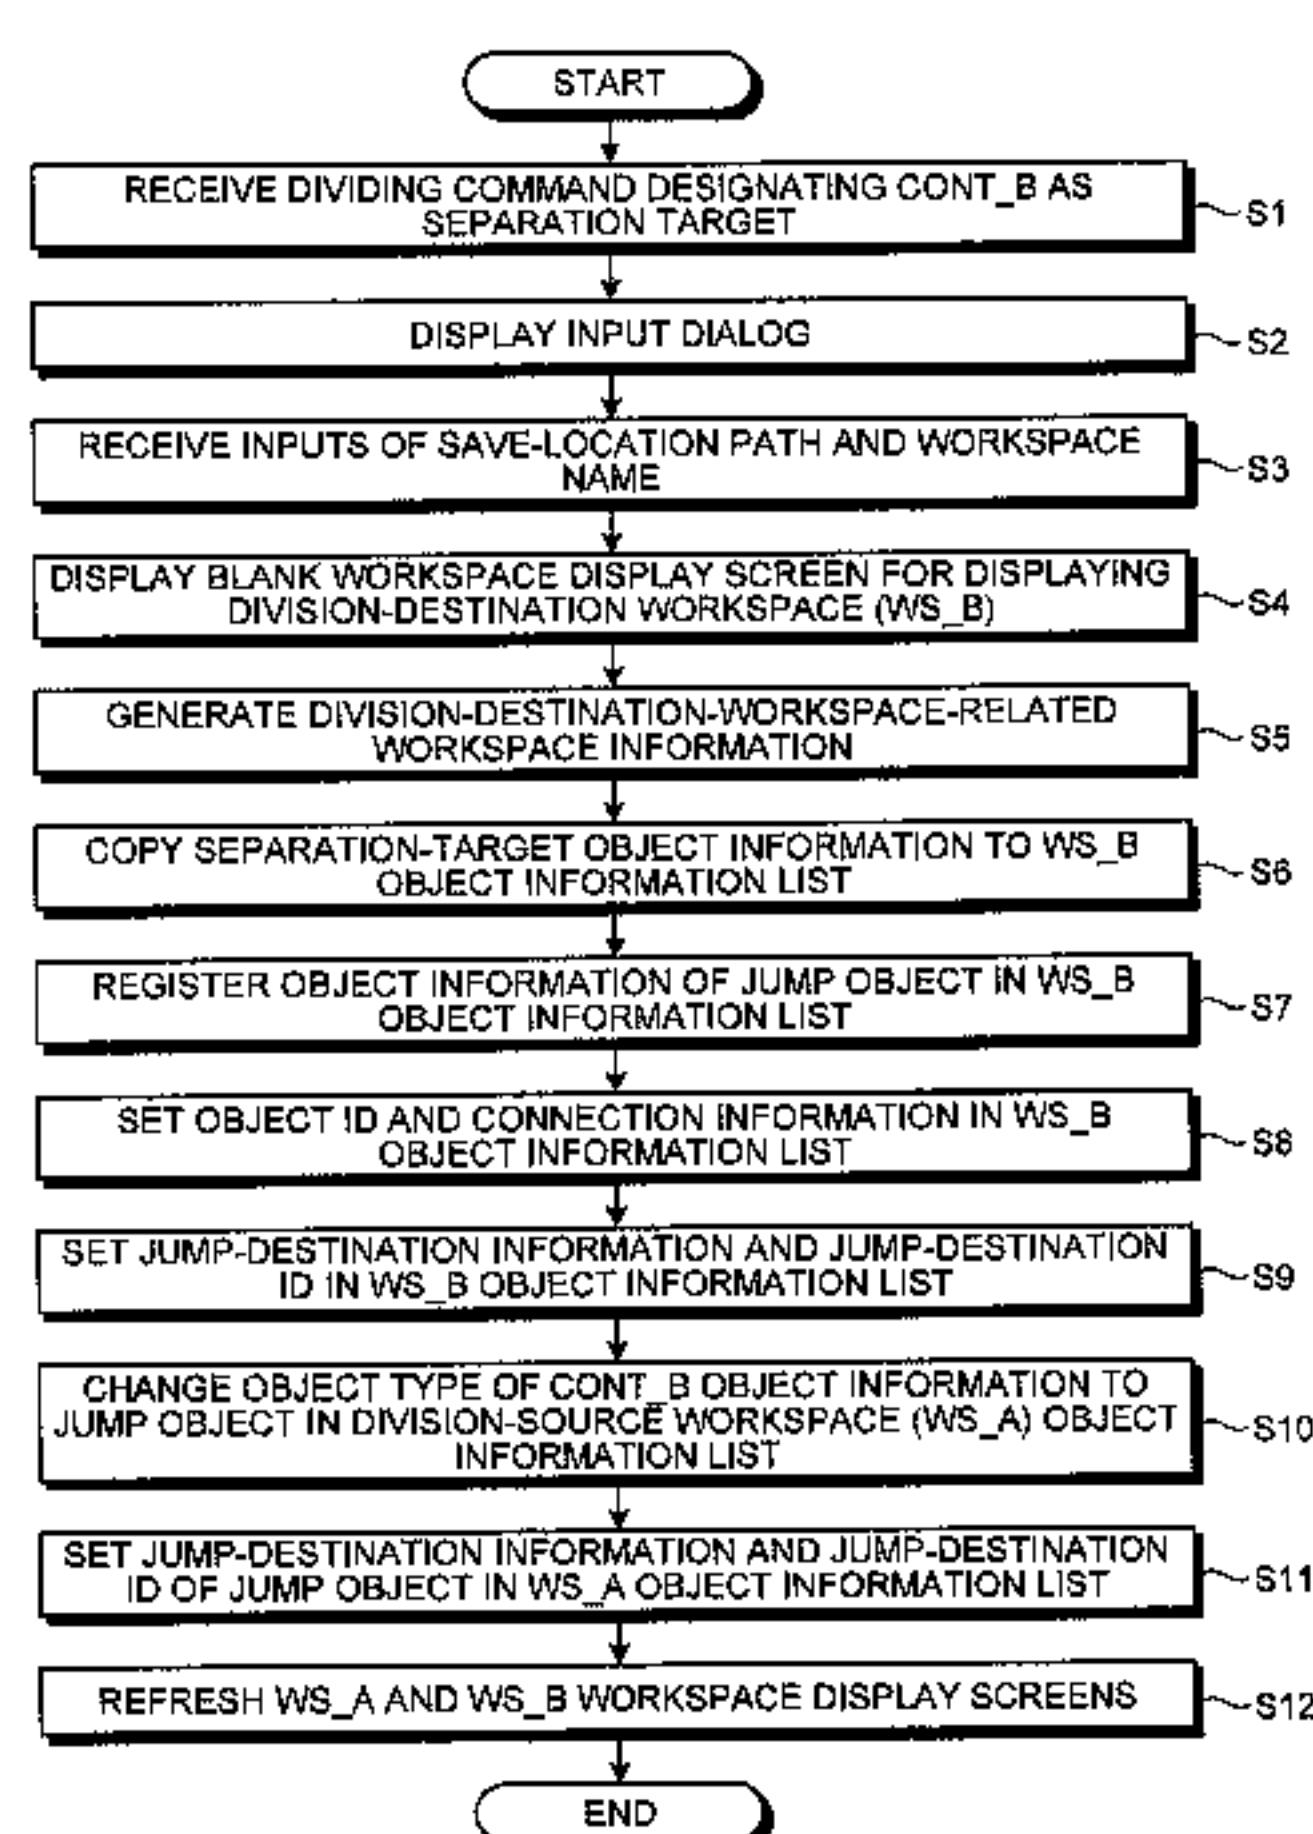 START
RECEIVE DIVIDING COMMAND DESIGNATING CONT_B AS
SEPARATION TARGET
S1
DISPLAY INPUT DIALOG
S2
RECEIVE INPUTS OF SAVE-LOCATION PATH AND WORKSPACE
NAME
S3
DISPLAY BLANK WORKSPACE DISPLAY SCREEN FOR DISPLAYING
DIVISION-DESTINATION WORKSPACE (WS_B)
S4
GENERATE DIVISION-DESTINATION-WORKSPACE-RELATED
WORKSPACE INFORMATION
S5
COPY SEPARATION-TARGET OBJECT INFORMATION TO WS_B
OBJECT INFORMATION LIST
S6
REGISTER OBJECT INFORMATION OF JUMP OBJECT IN WS_B
OBJECT INFORMATION LIST
S7
SET OBJECT ID AND CONNECTION INFORMATION IN WS_B
OBJECT INFORMATION LIST
S8
SET JUMP-DESTINATION INFORMATION AND JUMP-DESTINATION
ID IN WS_B OBJECT INFORMATION LIST
S9
CHANGE OBJECT TYPE OF CONT_B OBJECT INFORMATION TO
JUMP OBJECT IN DIVISION-SOURCE WORKSPACE (WS_A) OBJECT
INFORMATION LIST
S10
SET JUMP-DESTINATION INFORMATION AND JUMP-DESTINATION
ID OF JUMP OBJECT IN WS_A OBJECT INFORMATION LIST
S11
REFRESH WS_A AND WS_B WORKSPACE DISPLAY SCREENS
S12
END